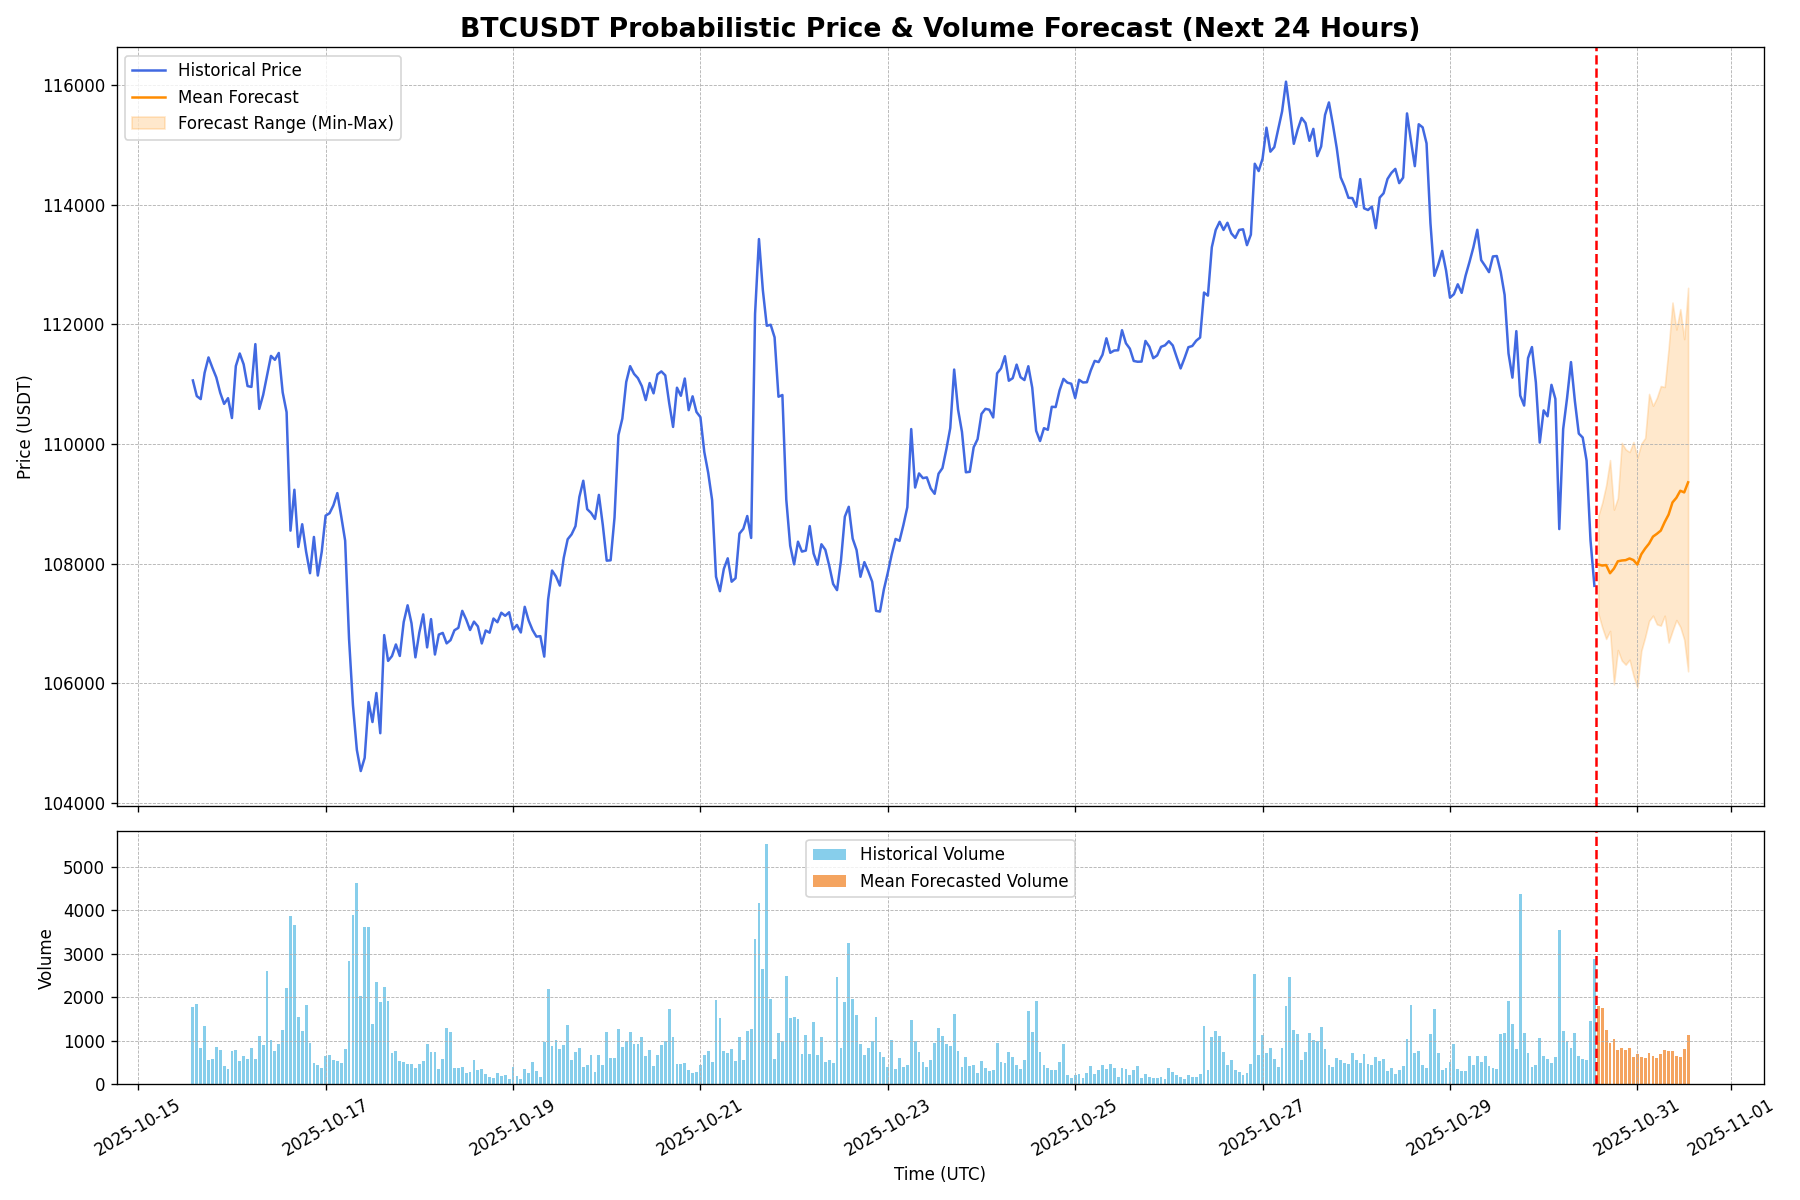 BTCUSDT Probabilistic Price & Volume Forecast (Next 24 Hours)
Historical Price
Mean Forecast
Forecast Range (Min-Max)
116000
114000
112000
110000
108000
106000
104000
Price (USDT)
Historical Volume
Mean Forecasted Volume
5000
4000
3000
2000
1000
0
Volume
2025-10-15
2025-10-17
2025-10-19
2025-10-21
2025-10-23
2025-10-25
2025-10-27
2025-10-29
2025-10-31
2025-11-01
Time (UTC)